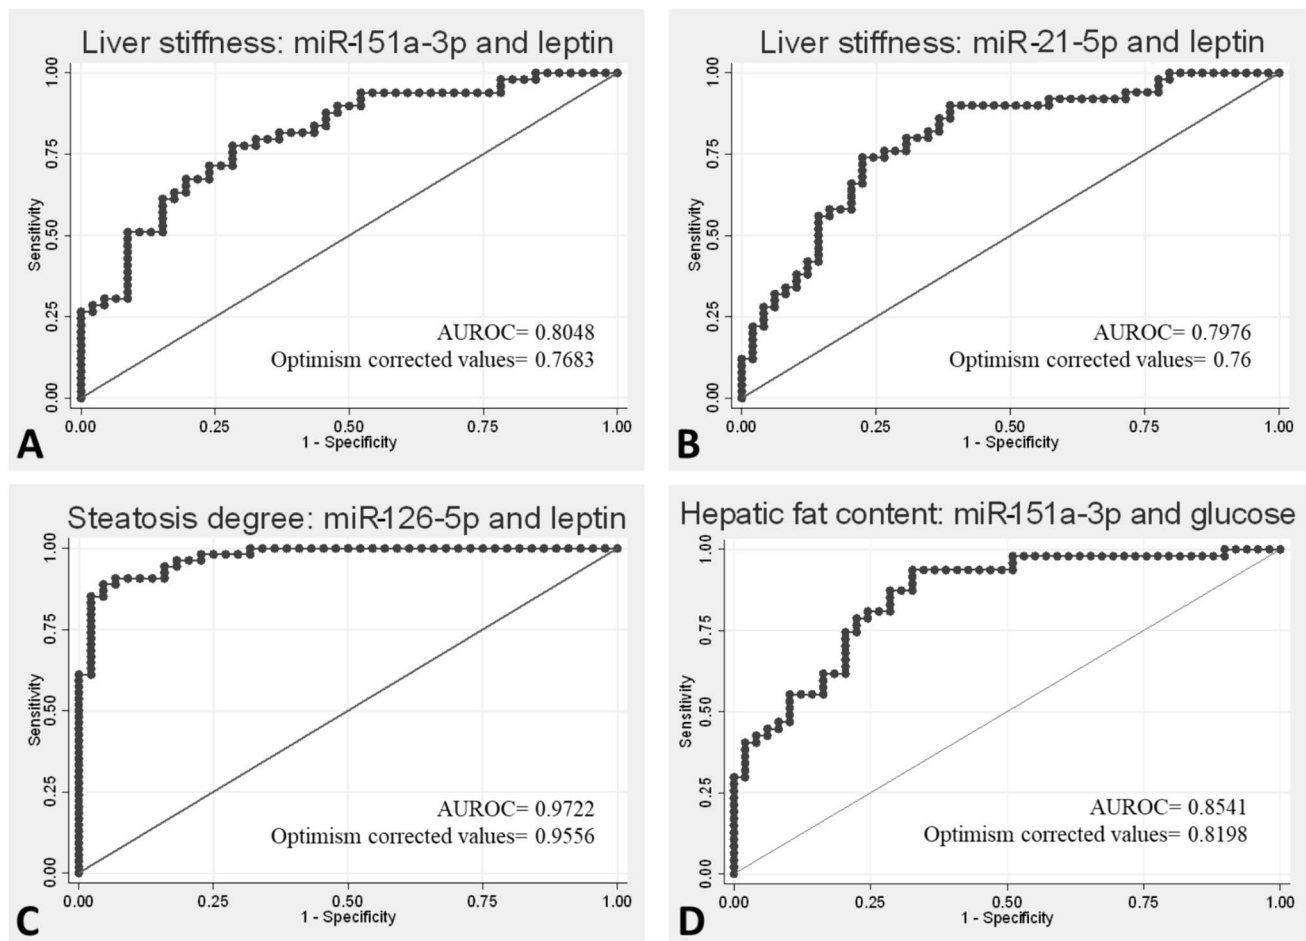 Liver stiffness: miR-151a-3p and leptin
1.00
0.75
0.50
0.25
0.00
Sensitivity
AUROC= 0.8048
Optimism corrected values= 0.7683
0.00 0.25 0.50 0.75 1.00
1 - Specificity
A
Liver stiffness: miR-21-5p and leptin
1.00
0.75
0.50
0.25
0.00
Sensitivity
AUROC= 0.7976
Optimism corrected values= 0.76
0.00 0.25 0.50 0.75 1.00
1 - Specificity
B
Steatosis degree: miR-126-5p and leptin
1.00
0.75
0.50
0.25
0.00
Sensitivity
AUROC= 0.9722
Optimism corrected values= 0.9556
0.00 0.25 0.50 0.75 1.00
1 - Specificity
C
Hepatic fat content: miR-151a-3p and glucose
1.00
0.75
0.50
0.25
0.00
Sensitivity
AUROC= 0.8541
Optimism corrected values= 0.8198
0.00 0.25 0.50 0.75 1.00
1 - Specificity
D